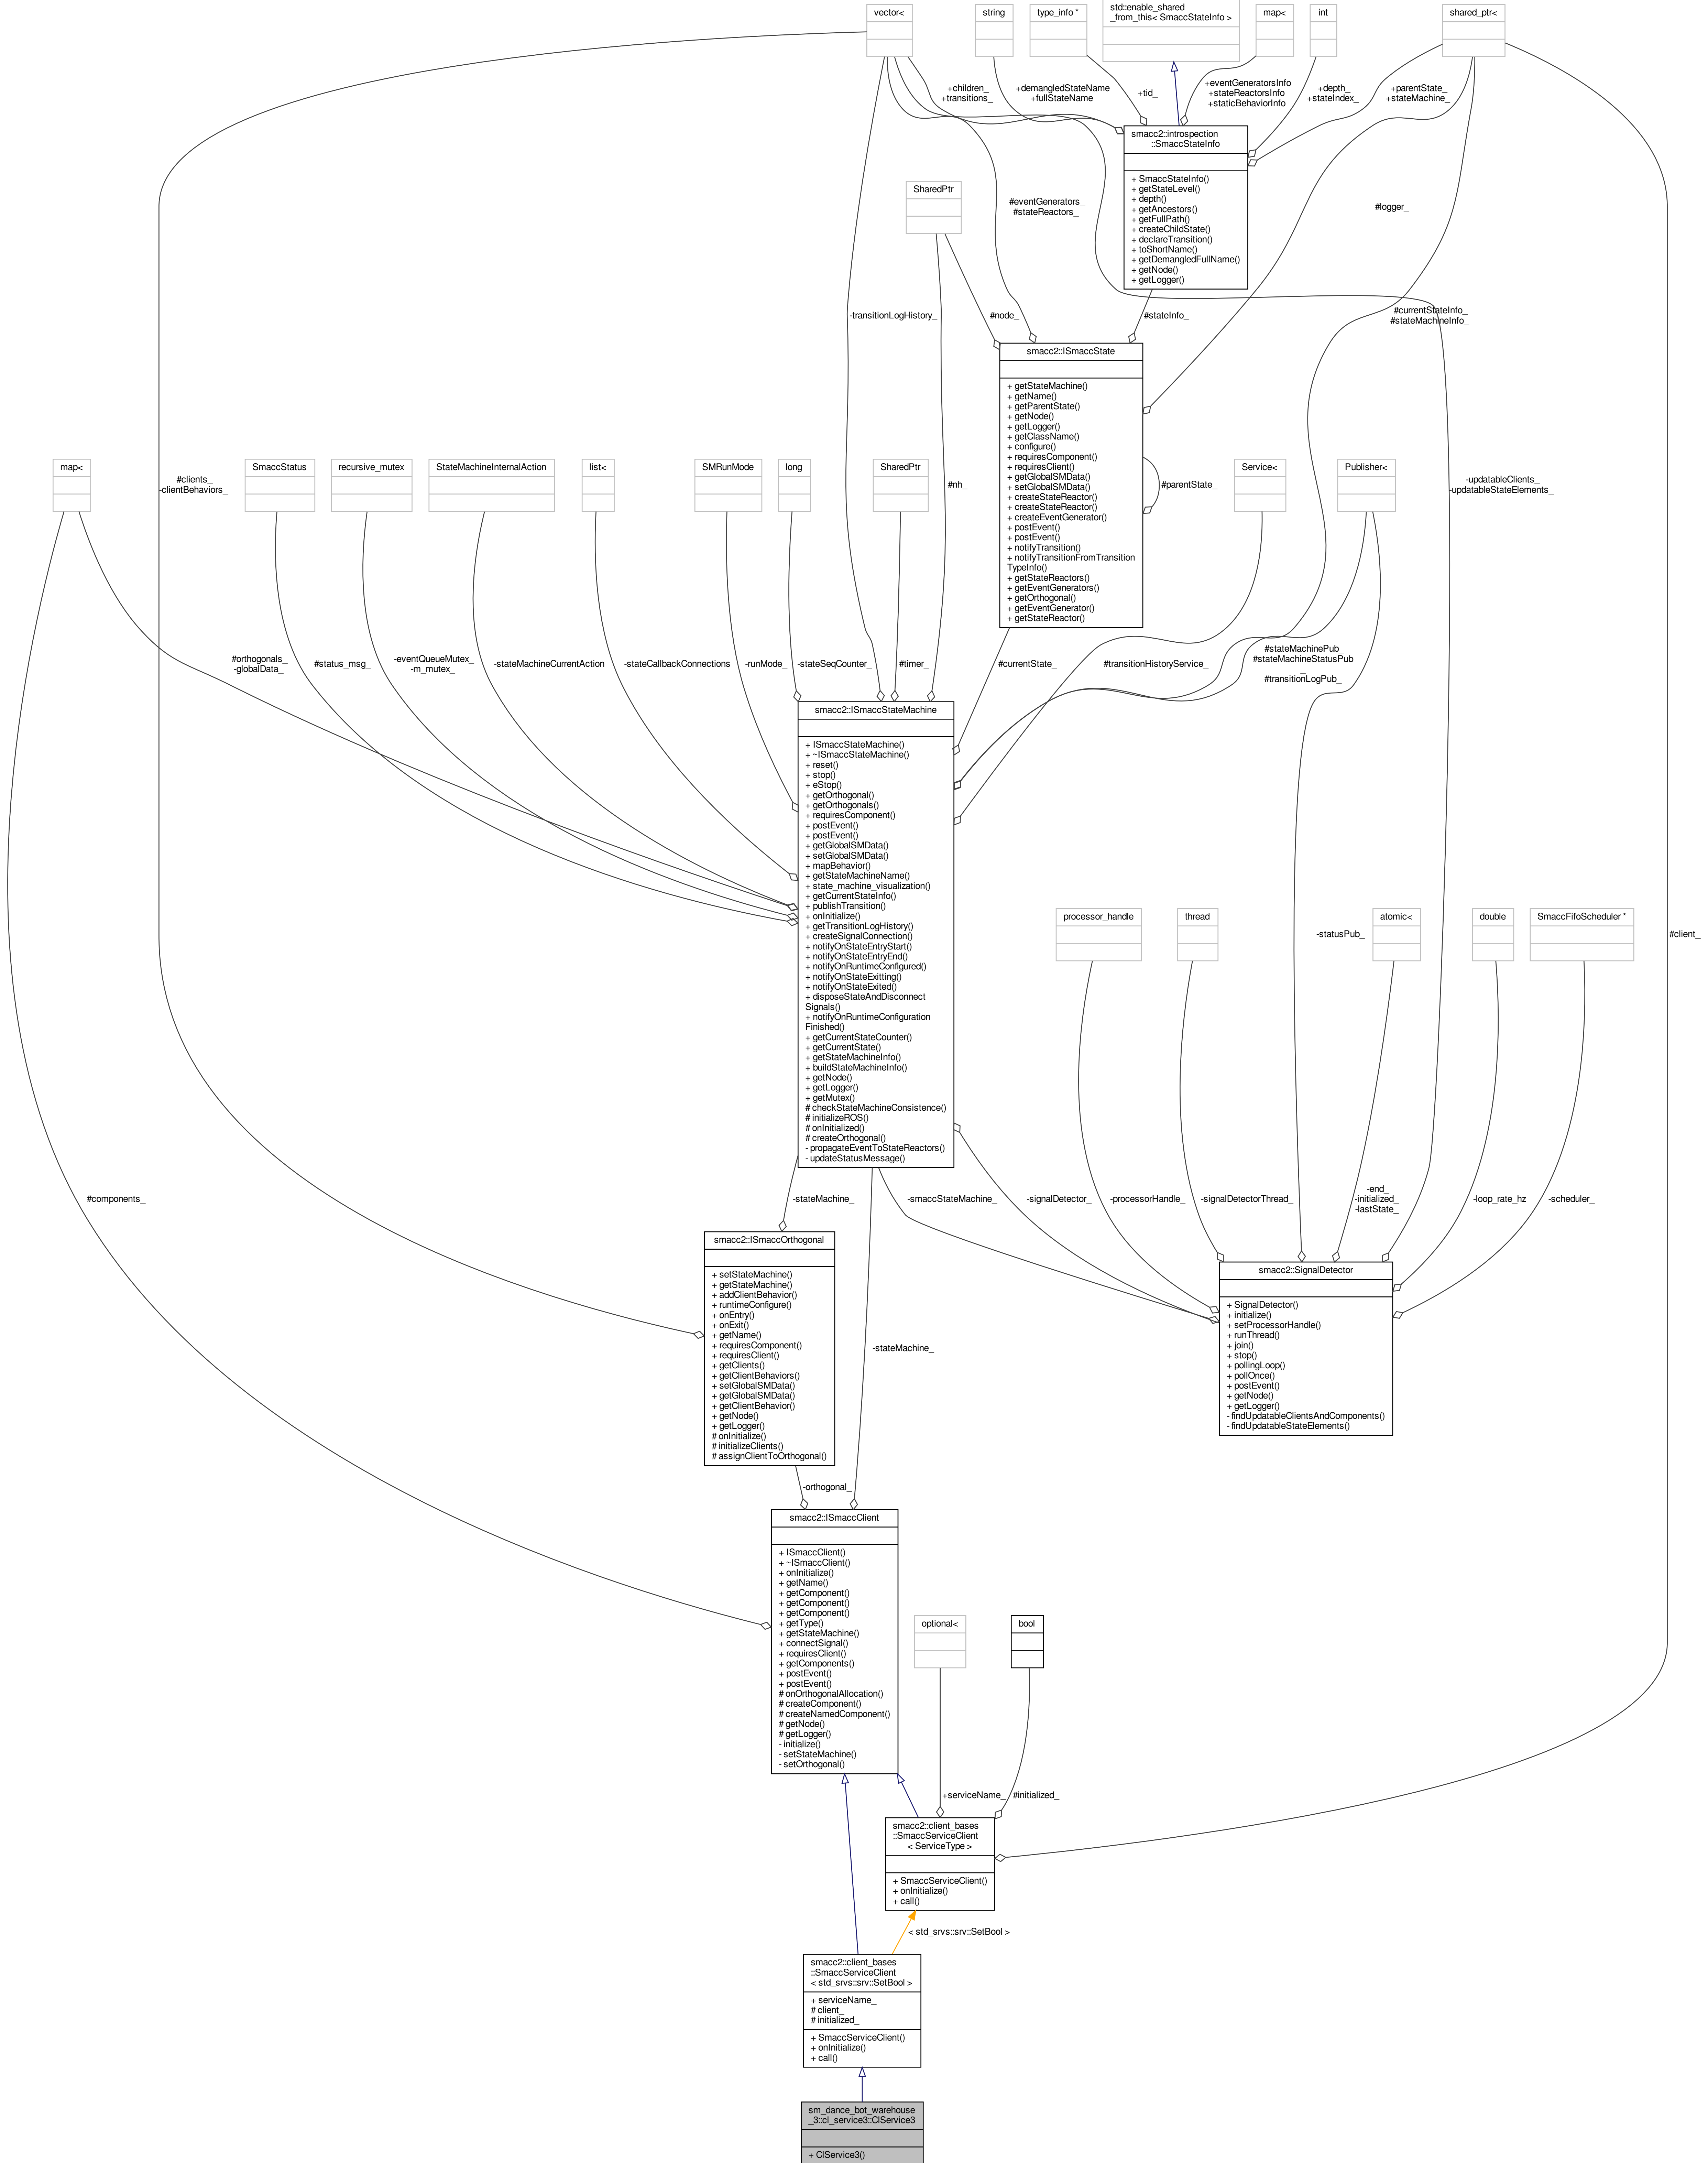 vector<
string
type_info *
std::enable_shared
_from_this< SmaccStateInfo >
map<
int
shared_ptr<
+children_
+transitions_
+demangledStateName
+fullStateName
+tid_
+eventGeneratorsInfo
+stateReactorsInfo
+staticBehaviorInfo
+depth_
+stateIndex_
+parentState_
+stateMachine_
smacc2::introspection
::SmaccStateInfo
+ SmaccStateInfo()
+ getStateLevel()
+ depth()
+ getAncestors()
+ getFullPath()
+ createChildState()
+ declareTransition()
+ toShortName()
+ getDemangledFullName()
+ getNode()
+ getLogger()
SharedPtr
#eventGenerators_
#stateReactors_
#logger_
-transitionLogHistory_
#node_
#stateInfo_
#currentStateInfo_
#stateMachineInfo_
smacc2::ISmaccState
+ getStateMachine()
+ getName()
+ getParentState()
+ getNode()
+ getLogger()
+ getClassName()
+ configure()
+ requiresComponent()
+ requiresClient()
+ getGlobalSMData()
+ setGlobalSMData()
+ createStateReactor()
+ createStateReactor()
+ createEventGenerator()
+ postEvent()
+ postEvent()
+ notifyTransition()
+ notifyTransitionFromTransition
TypeInfo()
+ getStateReactors()
+ getEventGenerators()
+ getOrthogonal()
+ getEventGenerator()
+ getStateReactor()
map<
SmaccStatus
recursive_mutex
StateMachineInternalAction
list<
SMRunMode
long
SharedPtr
Service<
Publisher<
#clients_
-clientBehaviors_
#nh_
#parentState_
-updatableClients_
-updatableStateElements_
#orthogonals_
-globalData_
#status_msg_
-eventQueueMutex_
-m_mutex_
-stateMachineCurrentAction
-stateCallbackConnections
-runMode_
-stateSeqCounter_
#timer_
#currentState_
#transitionHistoryService_
#stateMachinePub_
#stateMachineStatusPub
_
#transitionLogPub_
smacc2::ISmaccStateMachine
+ ISmaccStateMachine()
+ ~ISmaccStateMachine()
+ reset()
+ stop()
+ eStop()
+ getOrthogonal()
+ getOrthogonals()
+ requiresComponent()
+ postEvent()
+ postEvent()
+ getGlobalSMData()
+ setGlobalSMData()
+ mapBehavior()
+ getStateMachineName()
+ state_machine_visualization()
+ getCurrentStateInfo()
+ publishTransition()
+ onInitialize()
+ getTransitionLogHistory()
+ createSignalConnection()
+ notifyOnStateEntryStart()
+ notifyOnStateEntryEnd()
+ notifyOnRuntimeConfigured()
+ notifyOnStateExitting()
+ notifyOnStateExited()
+ disposeStateAndDisconnect
Signals()
+ notifyOnRuntimeConfiguration
Finished()
+ getCurrentStateCounter()
+ getCurrentState()
+ getStateMachineInfo()
+ buildStateMachineInfo()
+ getNode()
+ getLogger()
+ getMutex()
# checkStateMachineConsistence()
# initializeROS()
# onInitialized()
# createOrthogonal()
- propagateEventToStateReactors()
- updateStatusMessage()
processor_handle
thread
-statusPub_
atomic<
double
SmaccFifoScheduler *
#client_
#components_
-stateMachine_
-smaccStateMachine_
-signalDetector_
-processorHandle_
-signalDetectorThread_
-end_
-initialized_
-lastState_
-loop_rate_hz
-scheduler_
smacc2::ISmaccOrthogonal
+ setStateMachine()
+ getStateMachine()
+ addClientBehavior()
+ runtimeConfigure()
+ onEntry()
+ onExit()
+ getName()
+ requiresComponent()
+ requiresClient()
+ getClients()
+ getClientBehaviors()
+ setGlobalSMData()
+ getGlobalSMData()
+ getClientBehavior()
+ getNode()
+ getLogger()
# onInitialize()
# initializeClients()
# assignClientToOrthogonal()
-stateMachine_
smacc2::SignalDetector
+ SignalDetector()
+ initialize()
+ setProcessorHandle()
+ runThread()
+ join()
+ stop()
+ pollingLoop()
+ pollOnce()
+ postEvent()
+ getNode()
+ getLogger()
- findUpdatableClientsAndComponents()
- findUpdatableStateElements()
-orthogonal_
smacc2::ISmaccClient
+ ISmaccClient()
+ ~ISmaccClient()
+ onInitialize()
+ getName()
+ getComponent()
+ getComponent()
+ getComponent()
+ getType()
+ getStateMachine()
+ connectSignal()
+ requiresClient()
+ getComponents()
+ postEvent()
+ postEvent()
# onOrthogonalAllocation()
# createComponent()
# createNamedComponent()
# getNode()
# getLogger()
- initialize()
- setStateMachine()
- setOrthogonal()
optional<
bool
+serviceName_
#initialized_
smacc2::client_bases
::SmaccServiceClient
< ServiceType >
+ SmaccServiceClient()
+ onInitialize()
+ call()
< std_srvs::srv::SetBool >
smacc2::client_bases
::SmaccServiceClient
< std_srvs::srv::SetBool >
+ serviceName_
# client_
# initialized_
+ SmaccServiceClient()
+ onInitialize()
+ call()
sm_dance_bot_warehouse
_3::cl_service3::ClService3
+ ClService3()